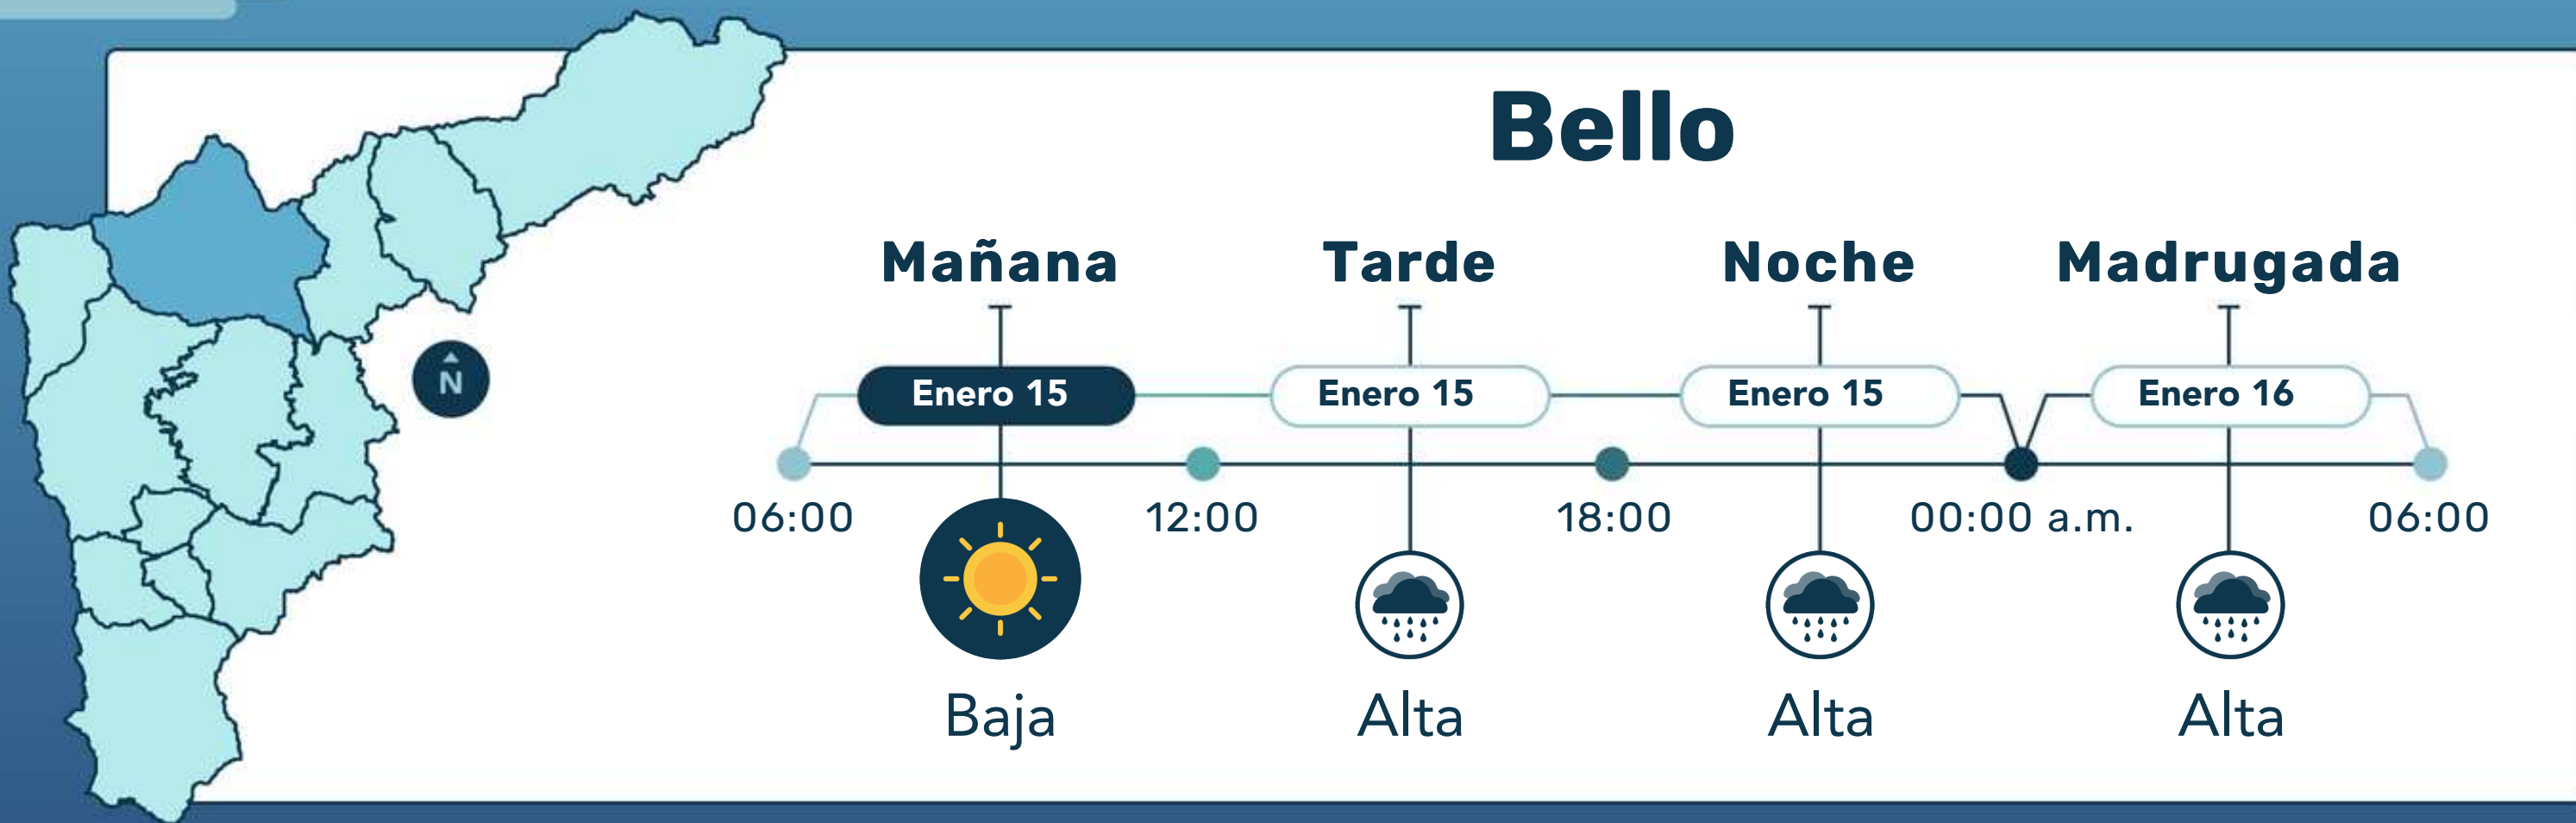 Bello
Mañana Tarde Noche Madrugada
Enero 15 Enero 15 Enero 15 Enero 16
N
06:00 12:00 18:00 00:00 a.m. 06:00
Baja Alta Alta Alta